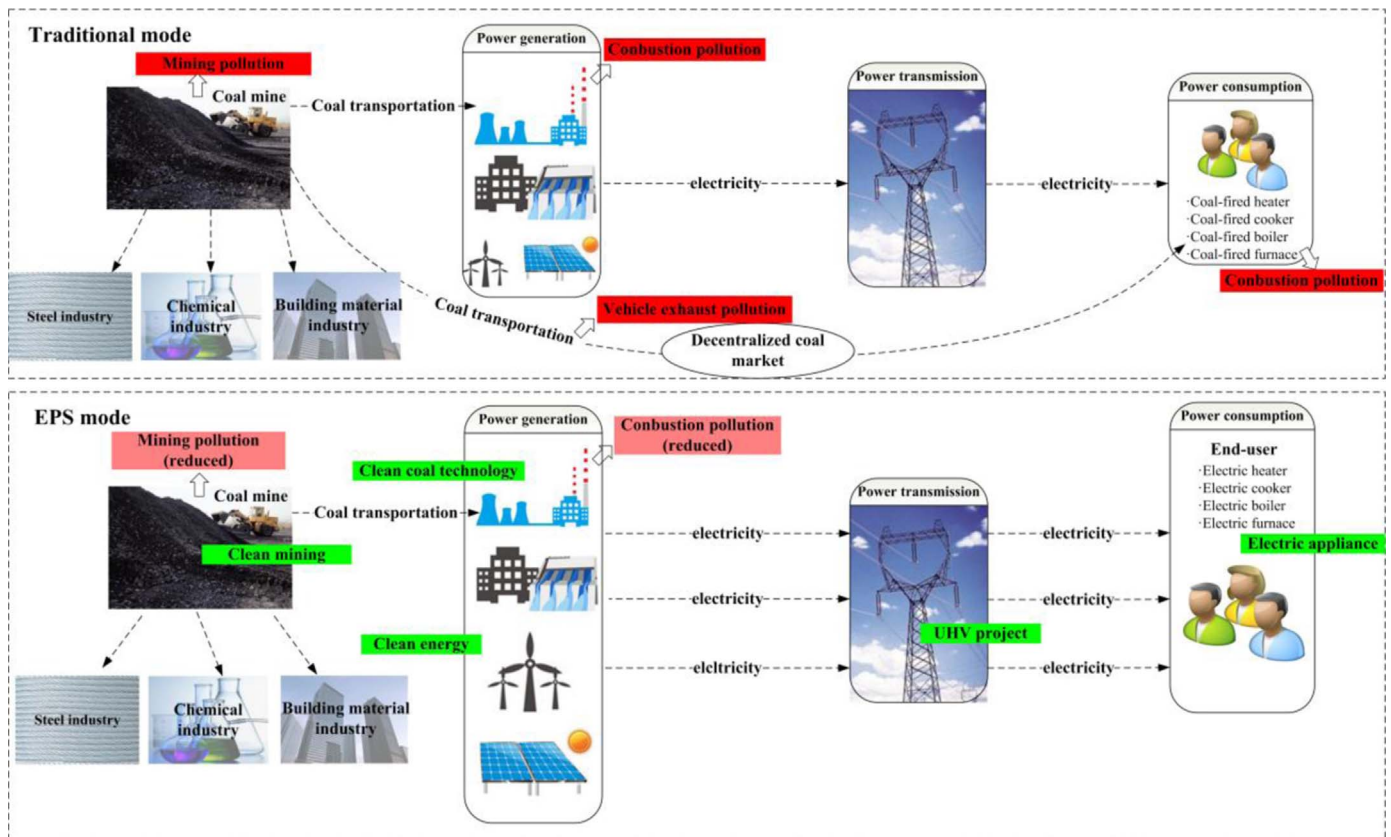 Traditional mode
Mining pollution
Coal mine
Coal transportation
Power generation
Conbustion pollution
electricity
Power transmission
electricity
Power consumption
·Coal-fired heater
·Coal-fired cooker
·Coal-fired boiler
·Coal-fired furnace
Conbustion pollution
Steel industry
Chemical
industry
Building material
industry
Coal transportation
Vehicle exhaust pollution
Decentralized coal
market
EPS mode
Mining pollution
(reduced)
Coal mine
Clean mining
Coal transportation
Clean coal technology
Power generation
Conbustion pollution
(reduced)
Clean energy
electricity
electricity
elcltricity
Power transmission
UHV project
electricity
electricity
electricity
Power consumption
End-user
·Electric heater
·Electric cooker
·Electric boiler
·Electric furnace
Electric appliance
Steel industry
Chemical
industry
Building material
industry